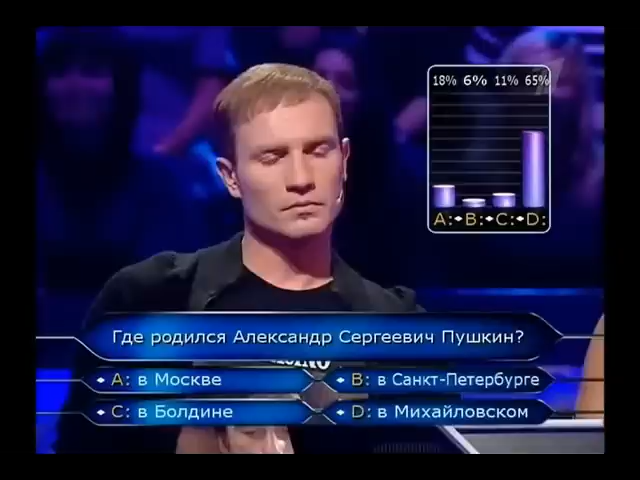 18% 6% 11% 65%
A: B: C: D:
Где родился Александр Сергеевич Пушкин?
A: в Москве
B: в Санкт-Петербурге
C: в Болдине
D: в Михайловском